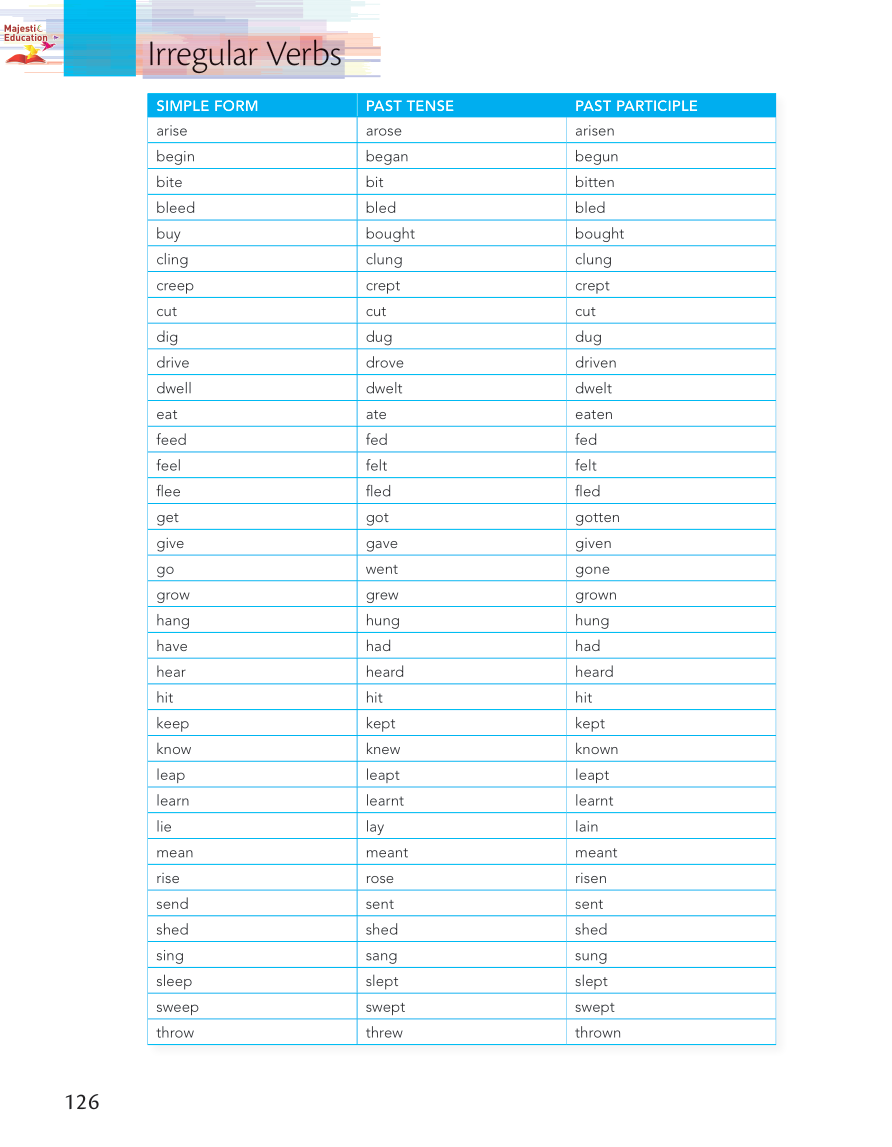 Majestic
Education
Irregular Verbs
SIMPLE FORM PAST TENSE PAST PARTICIPLE
arise arose arisen
begin began begun
bite bit bitten
bleed bled bled
buy bought bought
cling clung clung
creep crept crept
cut cut cut
dig dug dug
drive drove driven
dwell dwelt dwelt
eat ate eaten
feed fed fed
feel felt felt
flee fled fled
get got gotten
give gave given
go went gone
grow grew grown
hang hung hung
have had had
hear heard heard
hit hit hit
keep kept kept
know knew known
leap leapt leapt
learn learnt learnt
lie lay lain
mean meant meant
rise rose risen
send sent sent
shed shed shed
sing sang sung
sleep slept slept
sweep swept swept
throw threw thrown
126